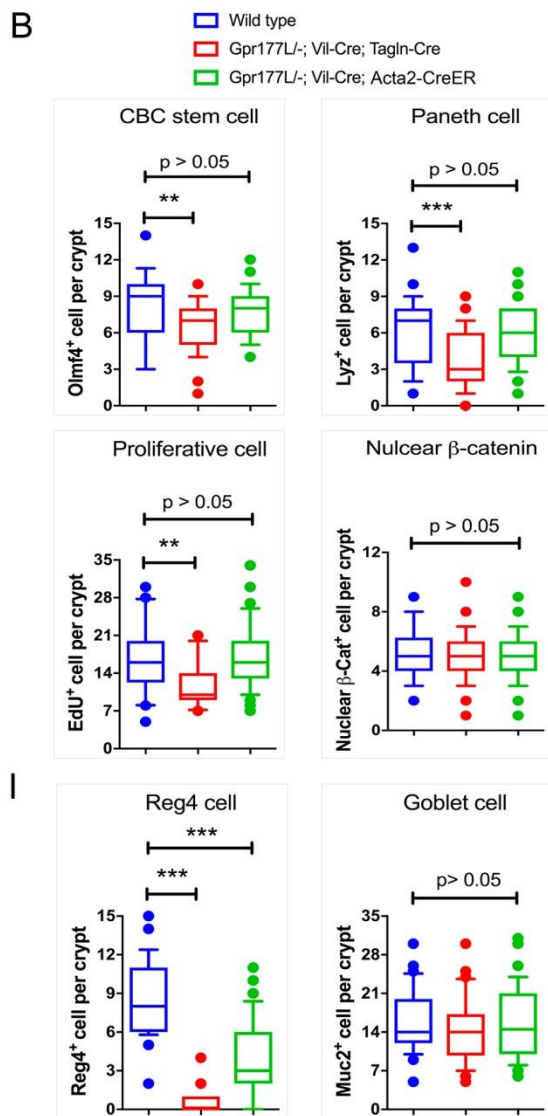 B
Wild type
Gpr177L/-; Vil-Cre; Tagln-Cre
Gpr177L/-; Vil-Cre; Acta2-CreER
CBC stem cell
p > 0.05
**
15
12
9
6
3
0
Olmf4⁺ cell per crypt
Paneth cell
p > 0.05
***
15
12
9
6
3
0
Lyz⁺ cell per crypt
Proliferative cell
p > 0.05
**
35
28
21
14
7
0
EdU⁺ cell per crypt
Nulcear β-catenin
p > 0.05
12
8
4
0
Nuclear β-Cat⁺ cell per crypt
I
Reg4 cell
***
***
15
12
9
6
3
0
Reg4⁺ cell per crypt
Goblet cell
p> 0.05
35
28
21
14
7
0
Muc2⁺ cell per crypt